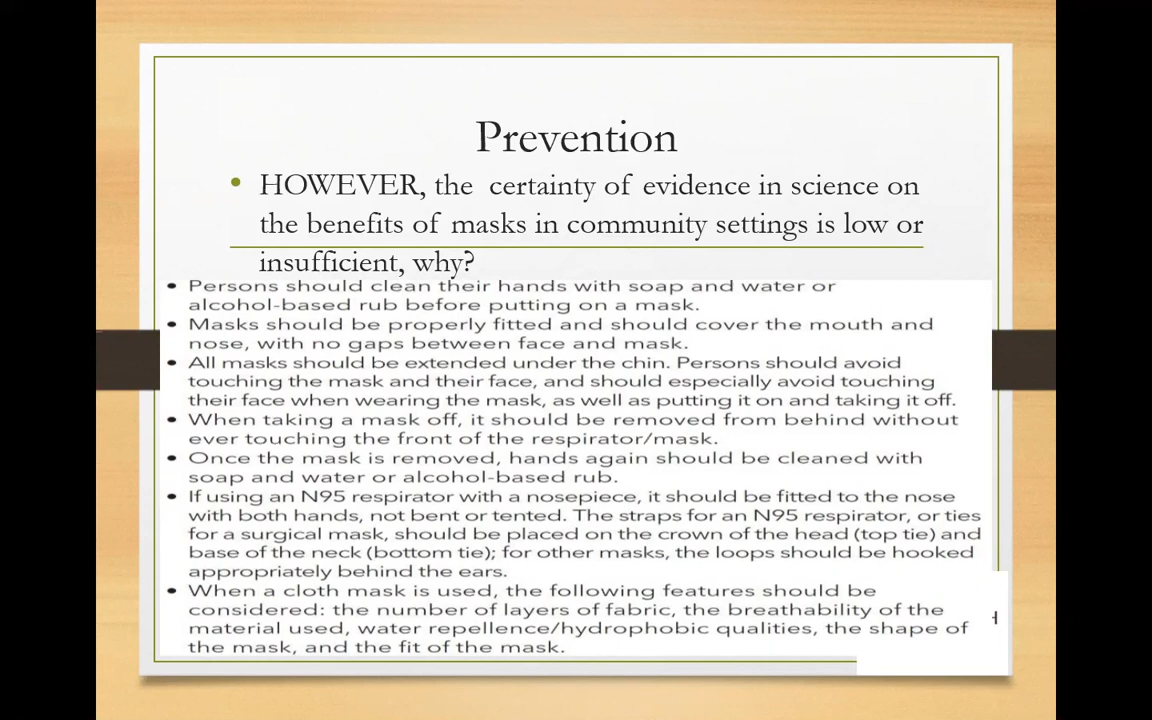 Prevention
• HOWEVER, the certainty of evidence in science on
the benefits of masks in community settings is low or
insufficient, why?
• Persons should clean their hands with soap and water or
alcohol-based rub before putting on a mask.
• Masks should be properly fitted and should cover the mouth and
nose, with no gaps between face and mask.
• All masks should be extended under the chin. Persons should avoid
touching the mask and their face, and should especially avoid touching
their face when wearing the mask, as well as putting it on and taking it off.
• When taking a mask off, it should be removed from behind without
ever touching the front of the respirator/mask.
• Once the mask is removed, hands again should be cleaned with
soap and water or alcohol-based rub.
• If using an N95 respirator with a nosepiece, it should be fitted to the nose
with both hands, not bent or tented. The straps for an N95 respirator, or ties
for a surgical mask, should be placed on the crown of the head (top tie) and
base of the neck (bottom tie); for other masks, the loops should be hooked
appropriately behind the ears.
• When a cloth mask is used, the following features should be
considered: the number of layers of fabric, the breathability of the
material used, water repellence/hydrophobic qualities, the shape of
the mask, and the fit of the mask.